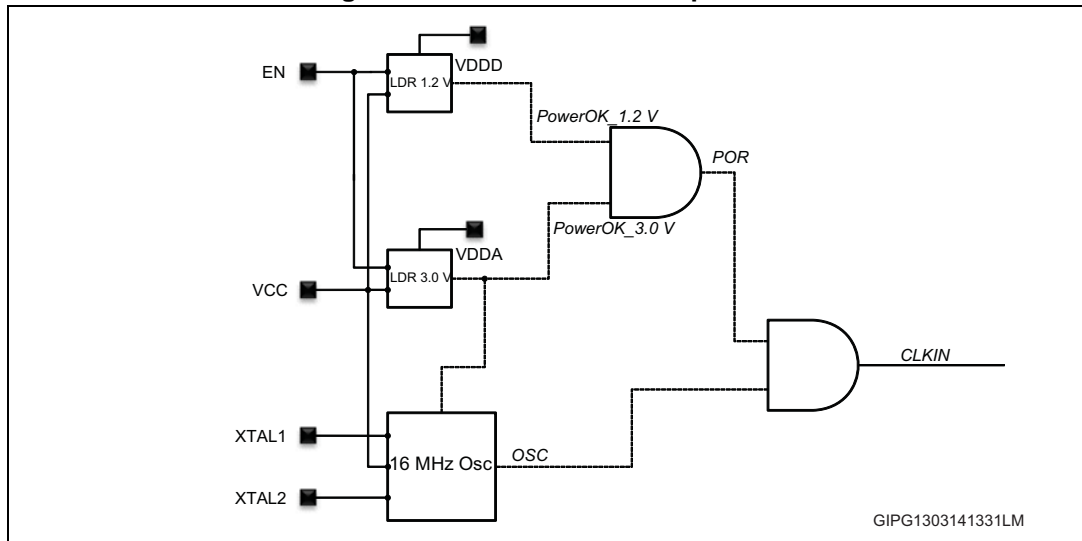 VDDD
EN
LDR 1.2 V
PowerOK_1.2 V
POR
PowerOK_3.0 V
VDDA
LDR 3.0 V
VCC
CLKIN
XTAL1
16 MHz Osc
OSC
XTAL2
GIPG1303141331LM